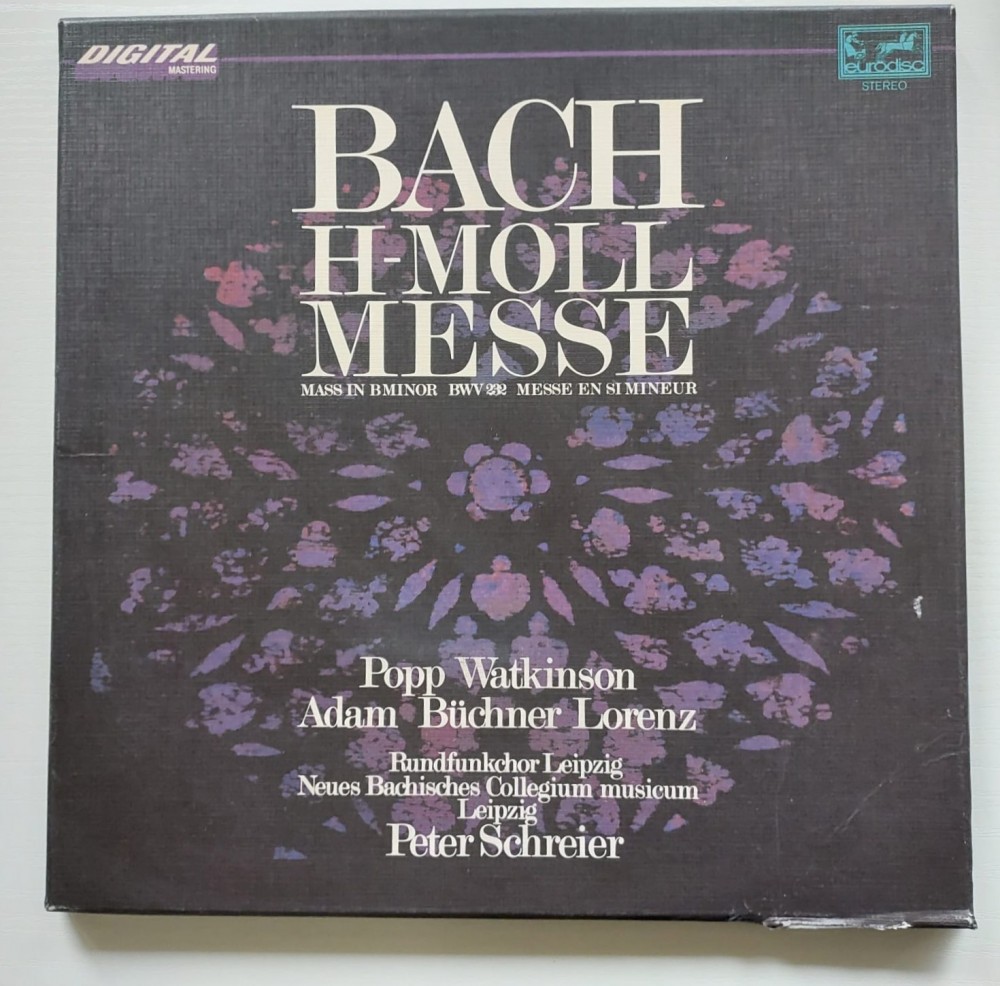 DIGITAL
MASTERING
eurodisc
STEREO
BACH
H-MOLL
MESSE
MASS IN B MINOR BWV 232 MESSE EN SI MINEUR
Popp Watkinson
Adam Büchner Lorenz
Rundfunkchor Leipzig
Neues Bachisches Collegium musicum
Leipzig
Peter Schreier